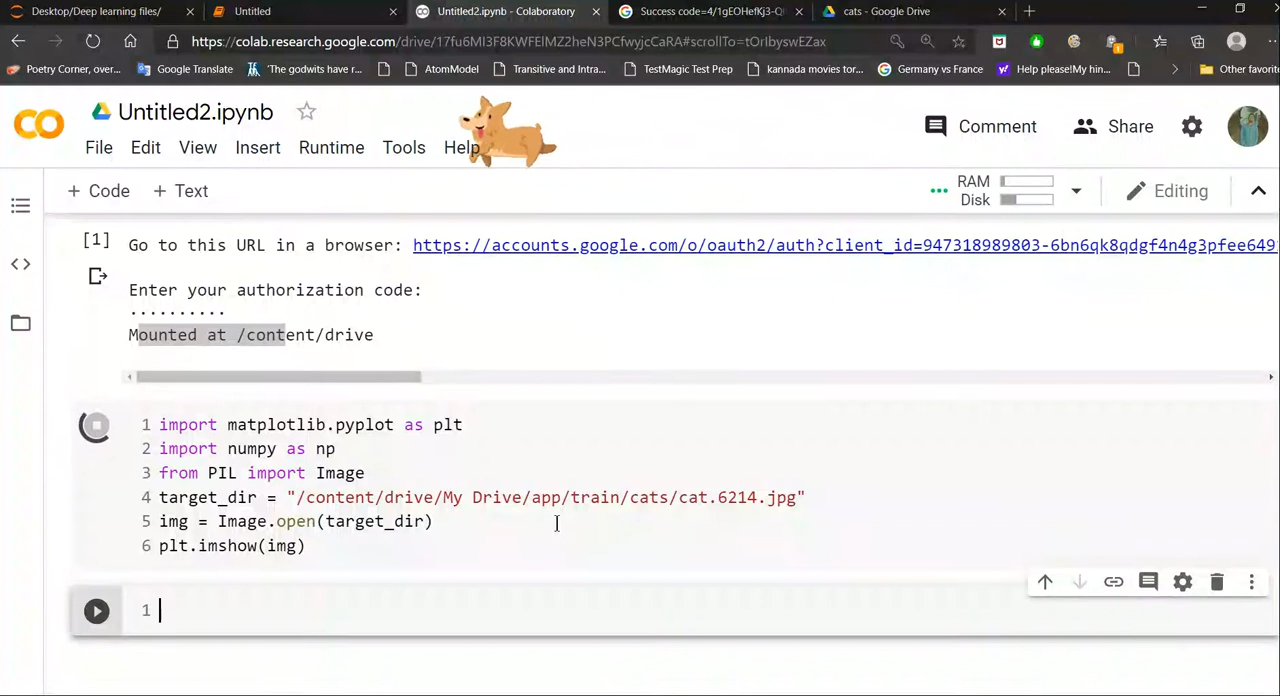 Desktop/Deep learning files/
Untitled
Untitled2.ipynb - Colaboratory
Success code=4/1gEOHefKj3-Q
cats - Google Drive
https://colab.research.google.com/drive/17fu6MI3F8KWFElMZ2heN3PCfwyjcCaRA#scrollTo=tOrIbyswEZax
Poetry Corner, over...
Google Translate
'The godwits have r...
AtomModel
Transitive and Intra...
TestMagic Test Prep
kannada movies tor...
Germany vs France
Help please!My hin...
Other favorit
CO
Untitled2.ipynb
Comment
Share
File Edit View Insert Runtime Tools Help
+ Code + Text
RAM
Disk
Editing
[1] Go to this URL in a browser: https://accounts.google.com/o/oauth2/auth?client_id=947318989803-6bn6qk8qdgf4n4g3pfee649
Enter your authorization code:
··········
Mounted at /content/drive
1 import matplotlib.pyplot as plt
2 import numpy as np
3 from PIL import Image
4 target_dir = "/content/drive/My Drive/app/train/cats/cat.6214.jpg"
5 img = Image.open(target_dir)
6 plt.imshow(img)
1